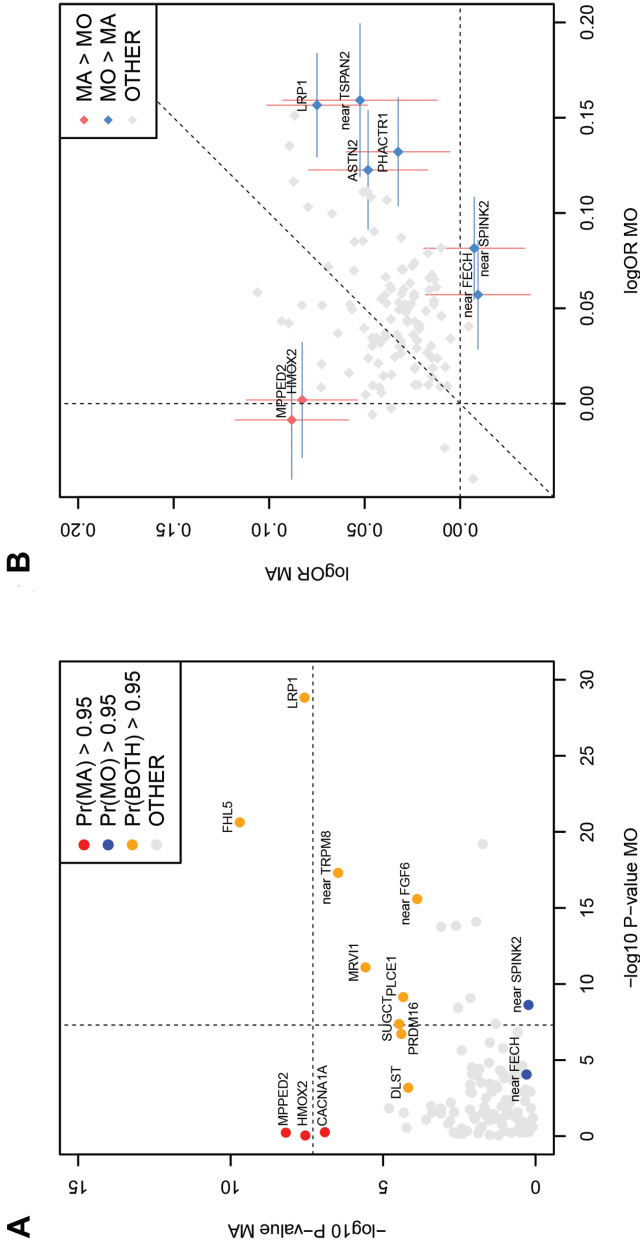 A
Pr(MA) > 0.95
Pr(MO) > 0.95
Pr(BOTH) > 0.95
OTHER
MPPED2
HMOX2
CACNA1A
FHL5
LRP1
near TRPM8
MRVI1
near FGF6
SUGCT
PLCE1
PRDM16
DLST
near FECH
near SPINK2
0
5
10
15
−log10 P−value MA
0
5
10
15
20
25
30
−log10 P−value MO
B
MA > MO
MO > MA
OTHER
MPPED2
HMOX2
LRP1
near TSPAN2
ASTN2
PHACTR1
near FECH
near SPINK2
0.00
0.05
0.10
0.15
0.20
logOR MA
0.00
0.05
0.10
0.15
0.20
logOR MO